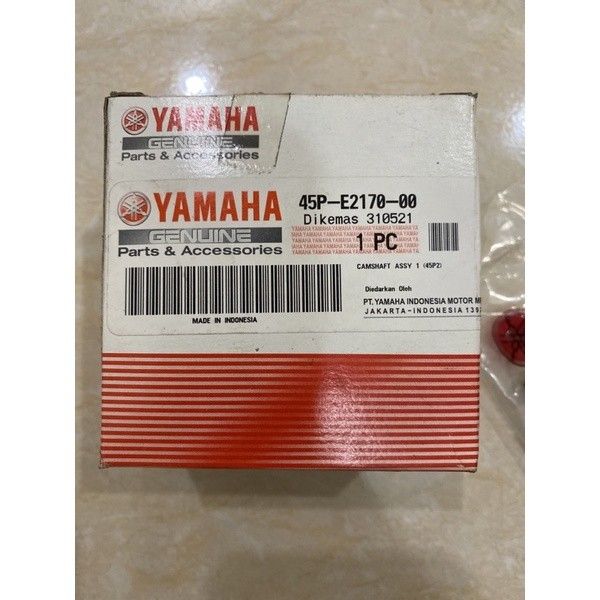 YAMAHA
GENUINE
Parts & Accessories
YAMAHA
GENUINE
Parts & Accessories
MADE IN INDONESIA
45P-E2170-00
Dikemas 310521
1 PC
CAMSHAFT ASSY 1 (45P2)
Diedarkan Oleh
PT. YAMAHA INDONESIA MOTOR
JAKARTA-INDONESIA